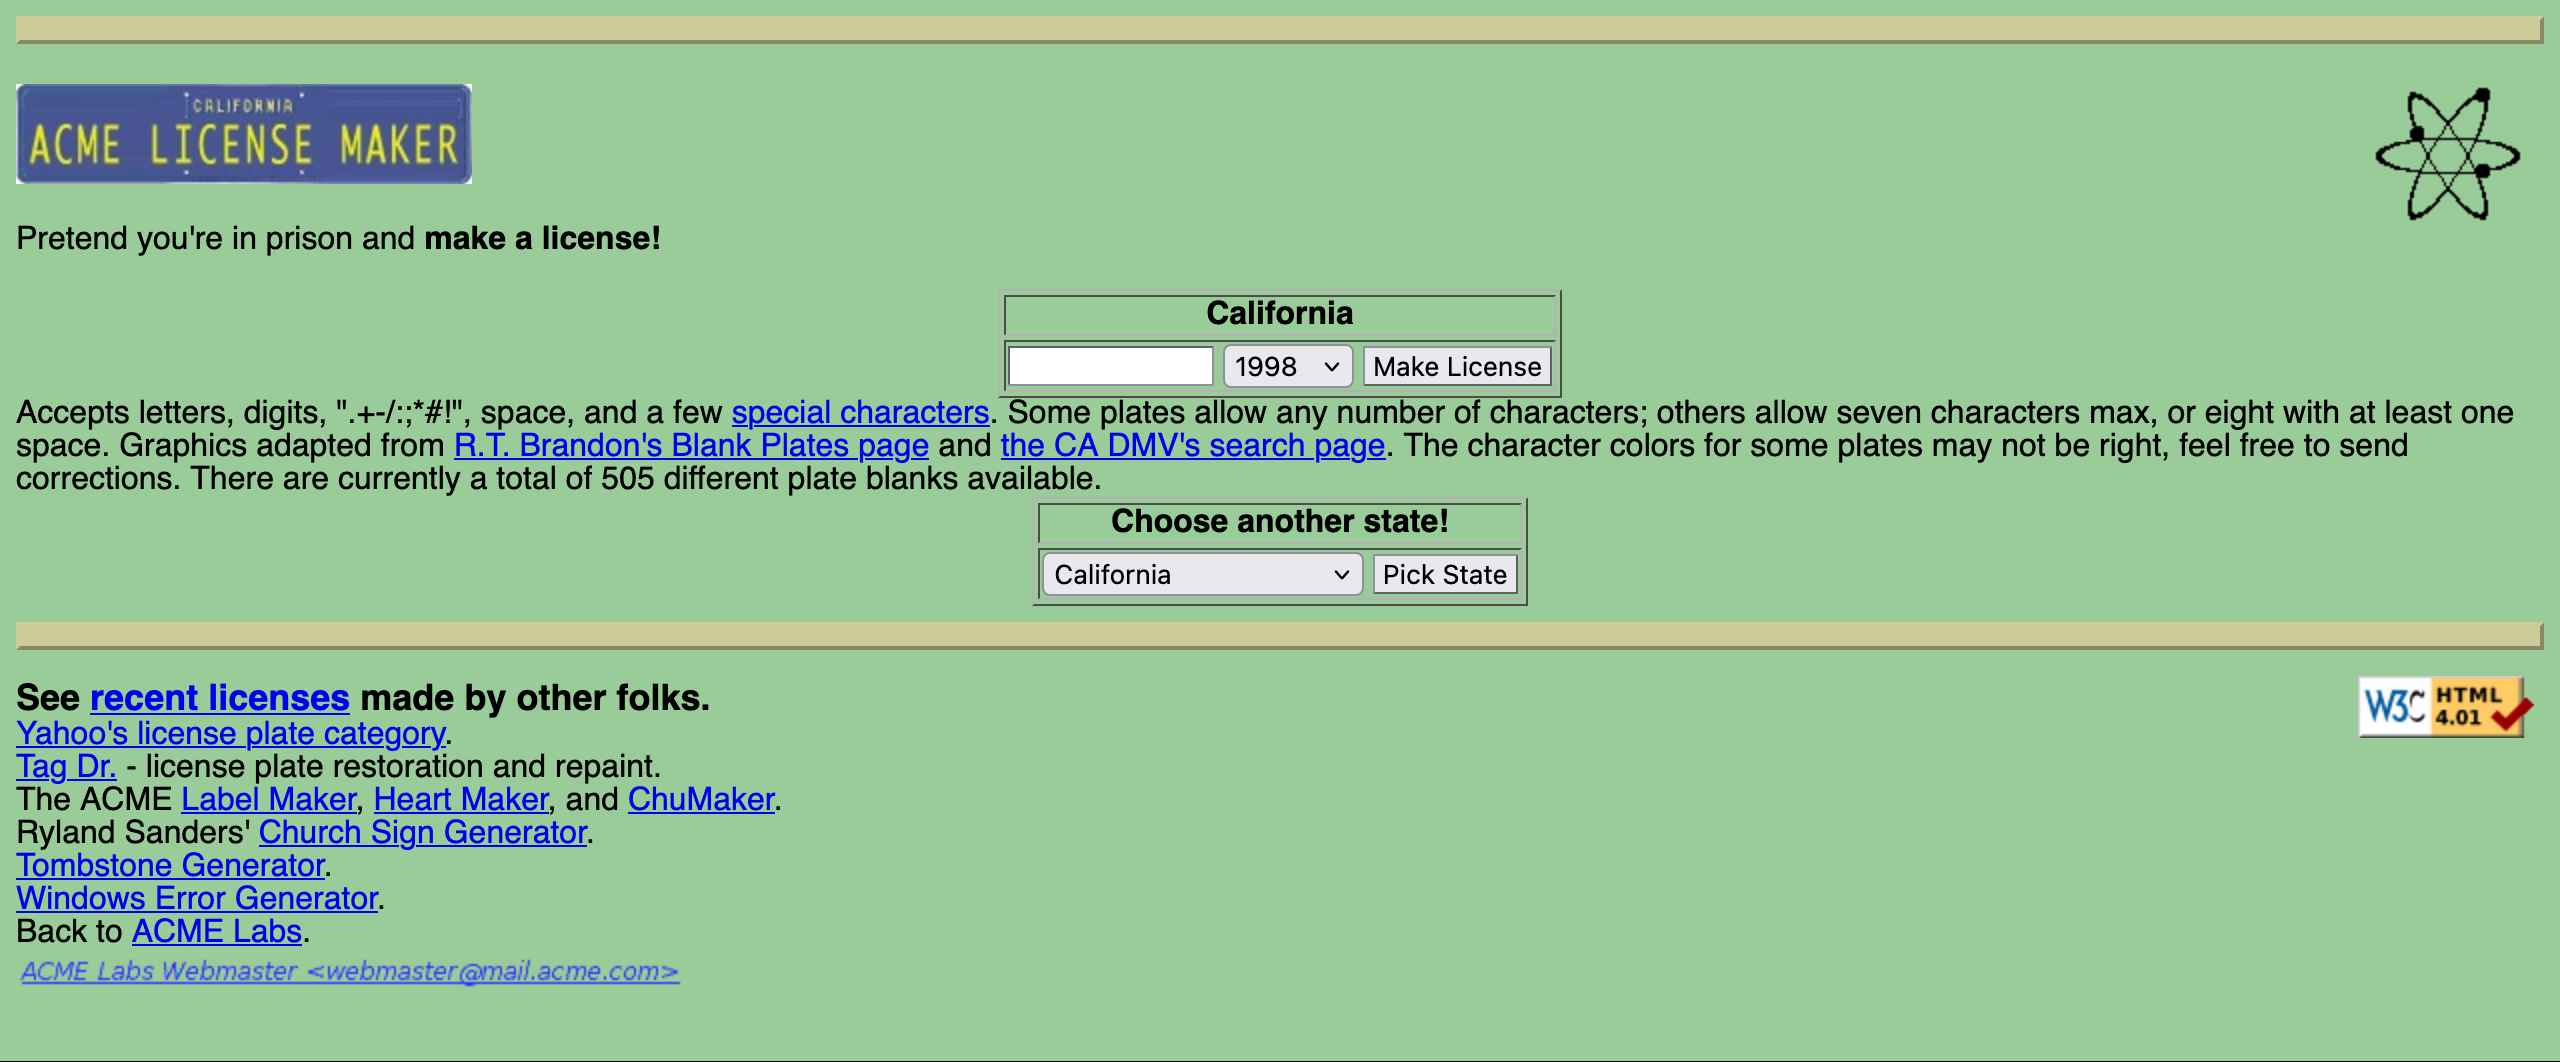 CALIFORNIA
ACME LICENSE MAKER
Pretend you're in prison and make a license!
California
1998 Make License
Accepts letters, digits, ".+-/:;*#!", space, and a few special characters. Some plates allow any number of characters; others allow seven characters max, or eight with at least one
space. Graphics adapted from R.T. Brandon's Blank Plates page and the CA DMV's search page. The character colors for some plates may not be right, feel free to send
corrections. There are currently a total of 505 different plate blanks available.
Choose another state!
California Pick State
See recent licenses made by other folks.
W3C HTML 4.01
Yahoo's license plate category.
Tag Dr. - license plate restoration and repaint.
The ACME Label Maker, Heart Maker, and ChuMaker.
Ryland Sanders' Church Sign Generator.
Tombstone Generator.
Windows Error Generator.
Back to ACME Labs.
ACME Labs Webmaster <webmaster@mail.acme.com>